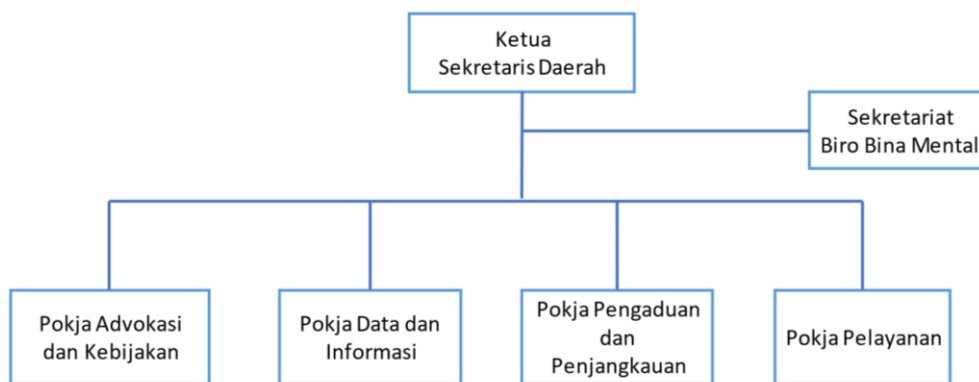 Ketua
Sekretaris Daerah
Sekretariat
Biro Bina Mental
Pokja Advokasi
dan Kebijakan
Pokja Data dan
Informasi
Pokja Pengaduan
dan
Penjangkauan
Pokja Pelayanan